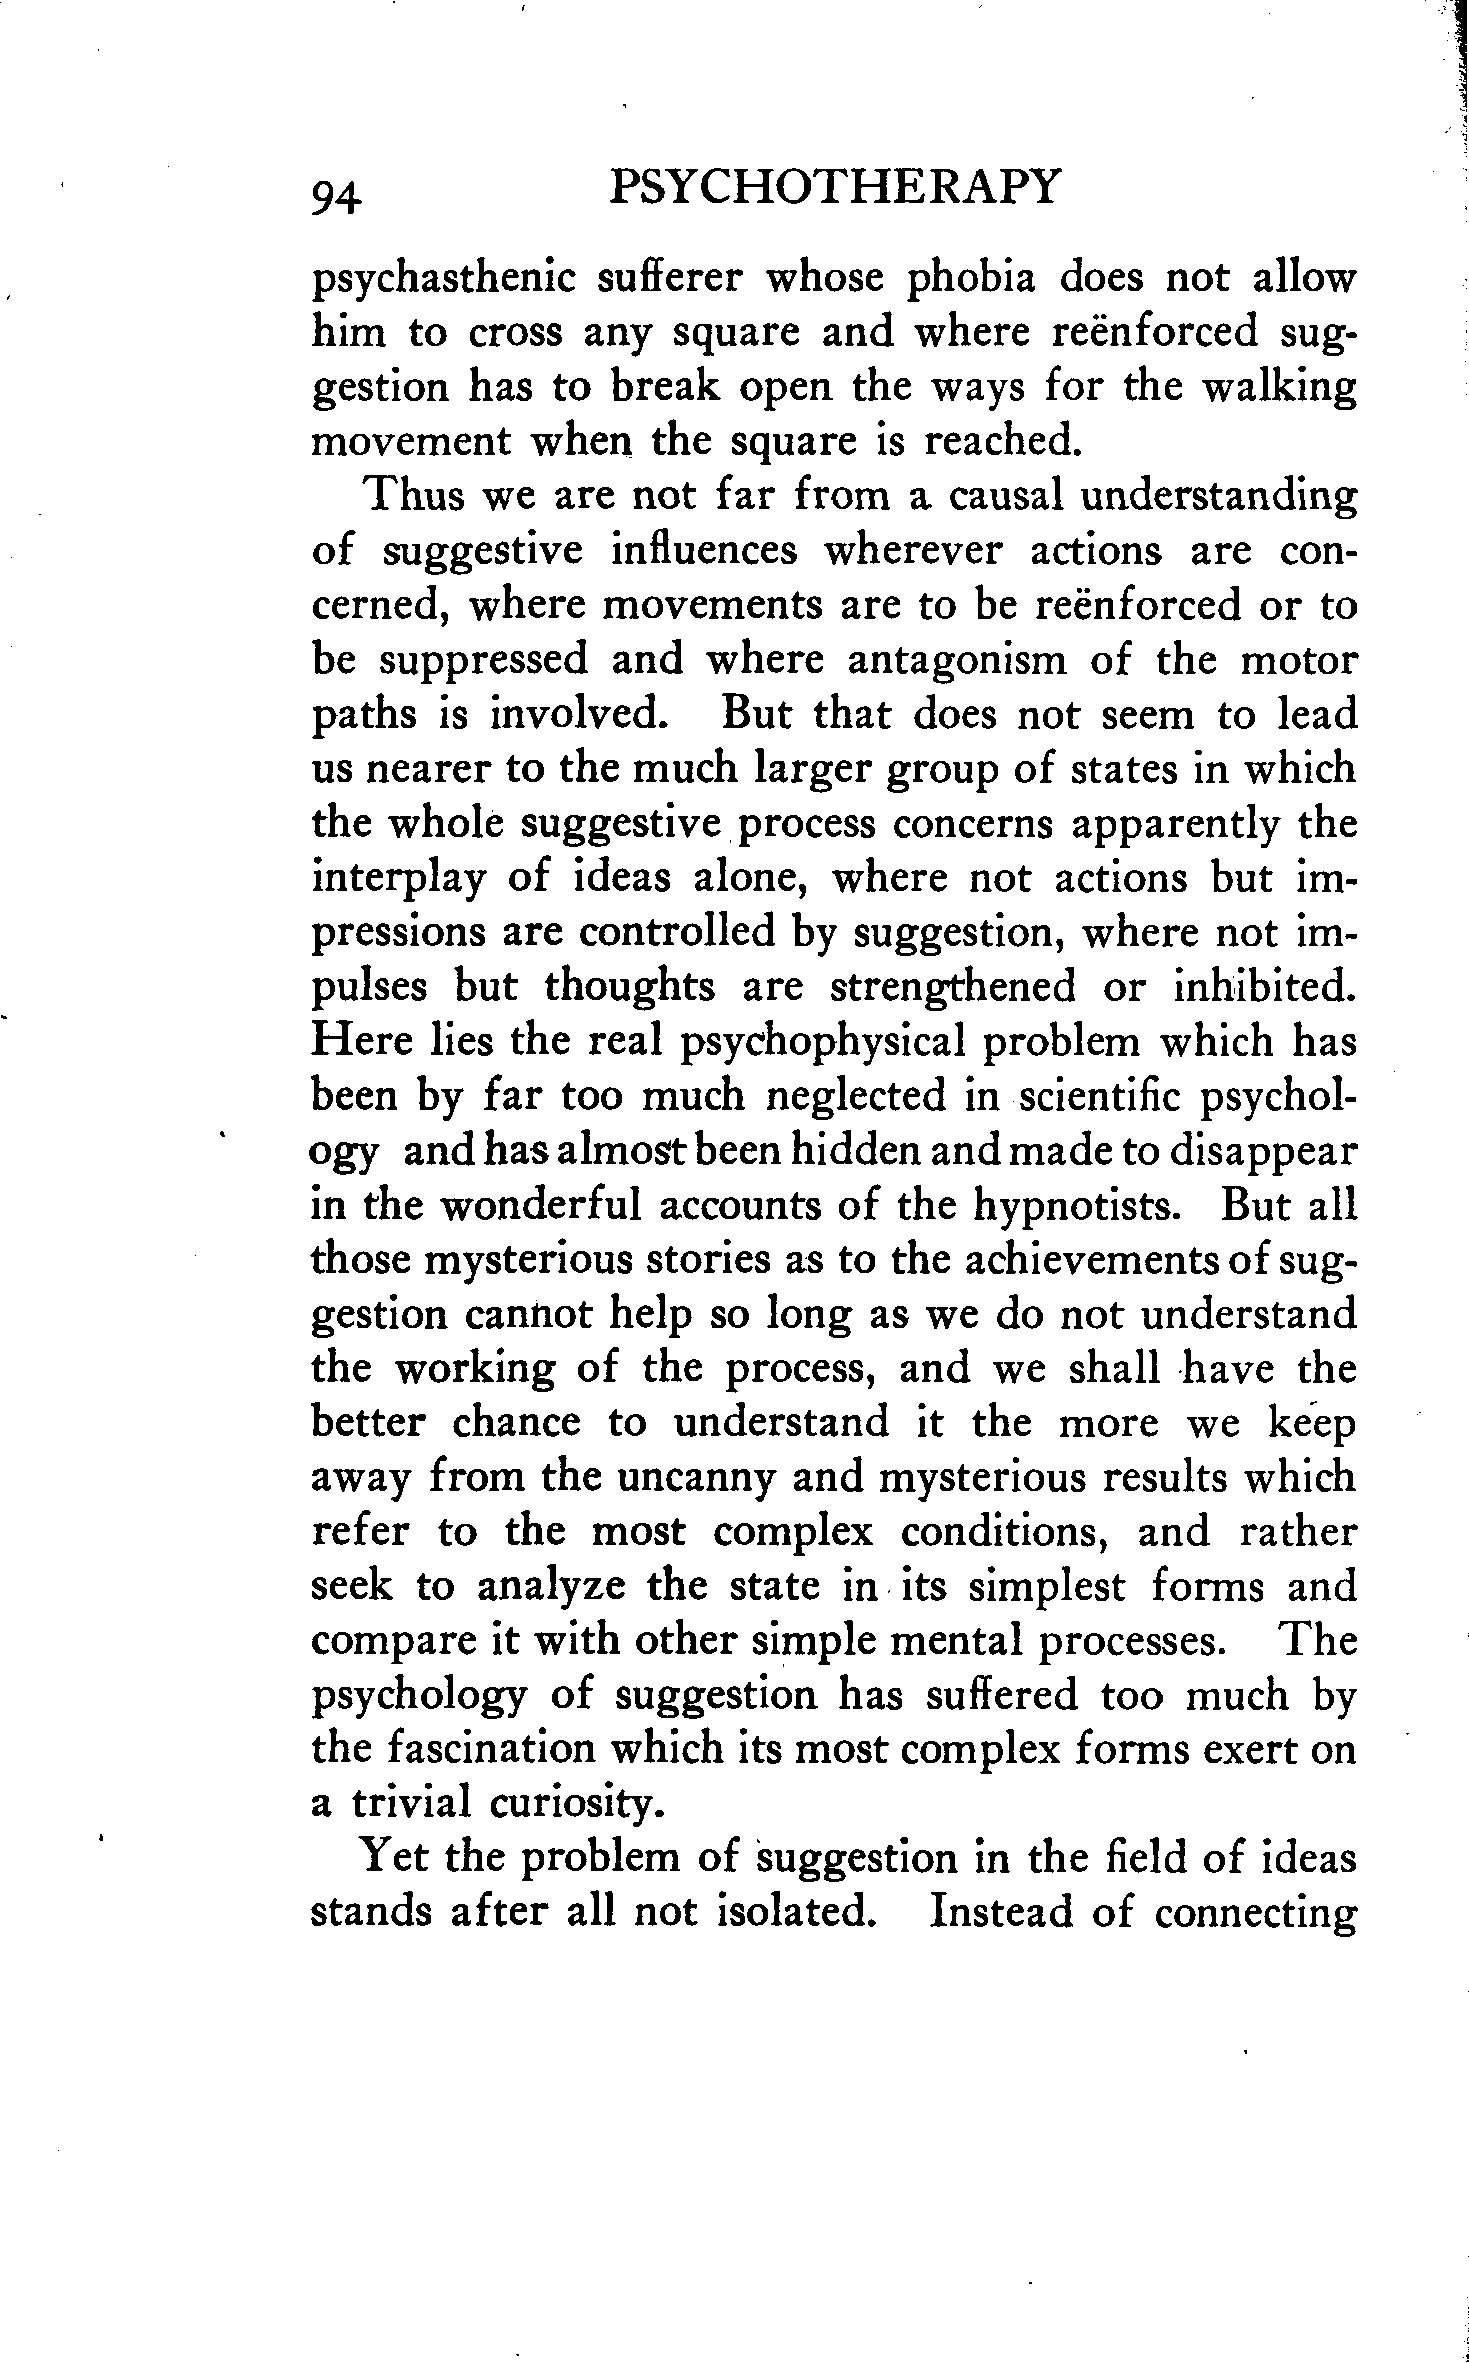 94 PSYCHOTHERAPY
psychasthenic sufferer whose phobia does not allow
him to cross any square and where reënforced sug-
gestion has to break open the ways for the walking
movement when the square is reached.
Thus we are not far from a causal understanding
of suggestive influences wherever actions are con-
cerned, where movements are to be reënforced or to
be suppressed and where antagonism of the motor
paths is involved. But that does not seem to lead
us nearer to the much larger group of states in which
the whole suggestive process concerns apparently the
interplay of ideas alone, where not actions but im-
pressions are controlled by suggestion, where not im-
pulses but thoughts are strengthened or inhibited.
Here lies the real psychophysical problem which has
been by far too much neglected in scientific psychol-
ogy and has almost been hidden and made to disappear
in the wonderful accounts of the hypnotists. But all
those mysterious stories as to the achievements of sug-
gestion cannot help so long as we do not understand
the working of the process, and we shall have the
better chance to understand it the more we keep
away from the uncanny and mysterious results which
refer to the most complex conditions, and rather
seek to analyze the state in its simplest forms and
compare it with other simple mental processes. The
psychology of suggestion has suffered too much by
the fascination which its most complex forms exert on
a trivial curiosity.
Yet the problem of suggestion in the field of ideas
stands after all not isolated. Instead of connecting